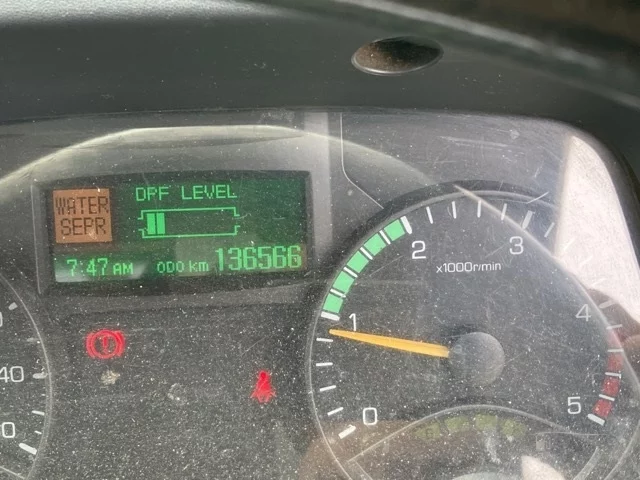 DPF LEVEL
WATER
SEPR
7:47 AM ODO km 136566
x1000r/min
0
1
2
3
4
5
40